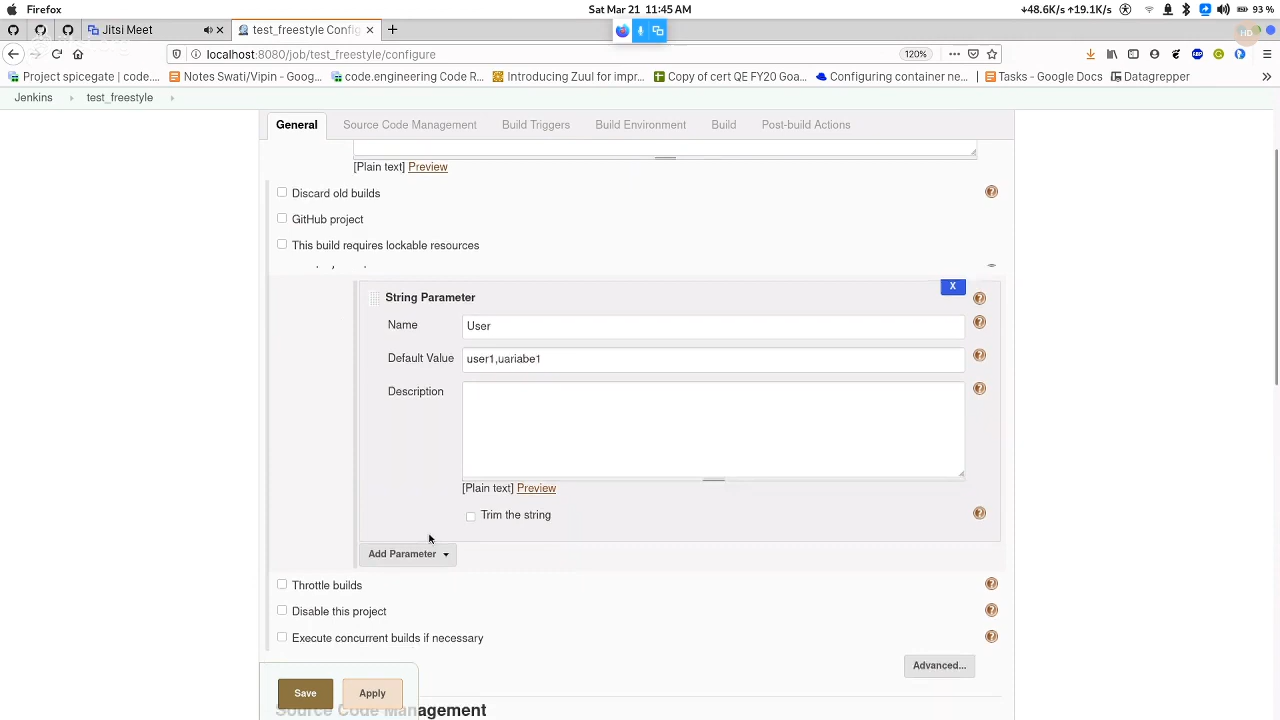 Firefox
Sat Mar 21 11:45 AM
↓48.6K/s ↑19.1K/s
93 %
Jitsi Meet
test_freestyle Config
HD
localhost:8080/job/test_freestyle/configure
120%
Project spicegate | code....
Notes Swati/Vipin - Goog...
code.engineering Code R...
Introducing Zuul for impr...
Copy of cert QE FY20 Goa...
Configuring container ne...
Tasks - Google Docs
Datagrepper
Jenkins
test_freestyle
General
Source Code Management
Build Triggers
Build Environment
Build
Post-build Actions
[Plain text] Preview
Discard old builds
GitHub project
This build requires lockable resources
String Parameter
X
Name
User
Default Value
user1,uariabe1
Description
[Plain text] Preview
Trim the string
Add Parameter
Throttle builds
Disable this project
Execute concurrent builds if necessary
Advanced...
Save
Apply
Source Code Management